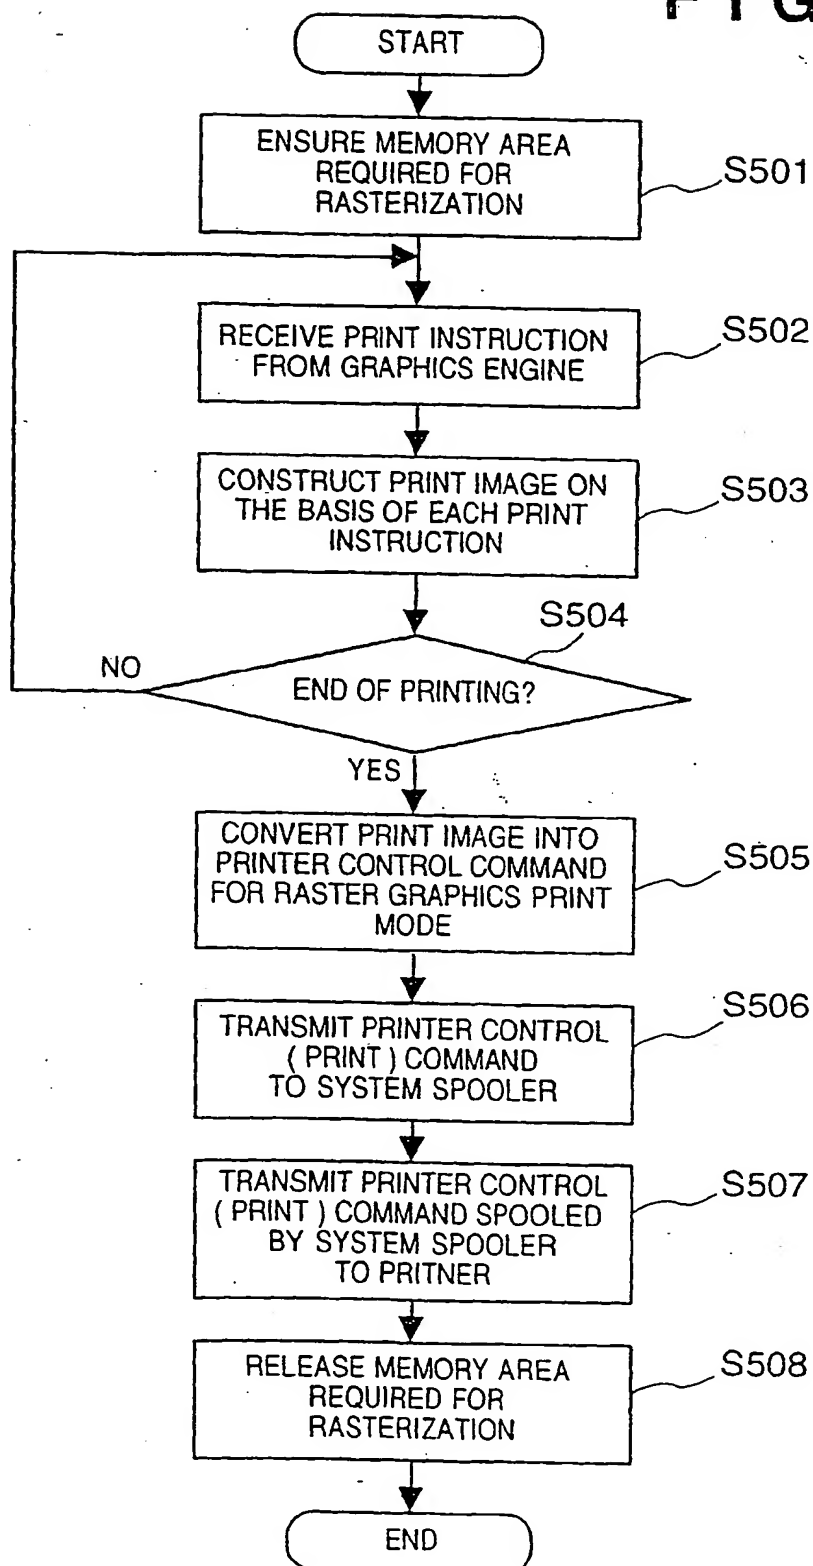 FIG
START
ENSURE MEMORY AREA
REQUIRED FOR
RASTERIZATION
S501
RECEIVE PRINT INSTRUCTION
FROM GRAPHICS ENGINE
S502
CONSTRUCT PRINT IMAGE ON
THE BASIS OF EACH PRINT
INSTRUCTION
S503
S504
NO
END OF PRINTING?
YES
CONVERT PRINT IMAGE INTO
PRINTER CONTROL COMMAND
FOR RASTER GRAPHICS PRINT
MODE
S505
TRANSMIT PRINTER CONTROL
( PRINT ) COMMAND
TO SYSTEM SPOOLER
S506
TRANSMIT PRINTER CONTROL
( PRINT ) COMMAND SPOOLED
BY SYSTEM SPOOLER
TO PRITNER
S507
RELEASE MEMORY AREA
REQUIRED FOR
RASTERIZATION
S508
END